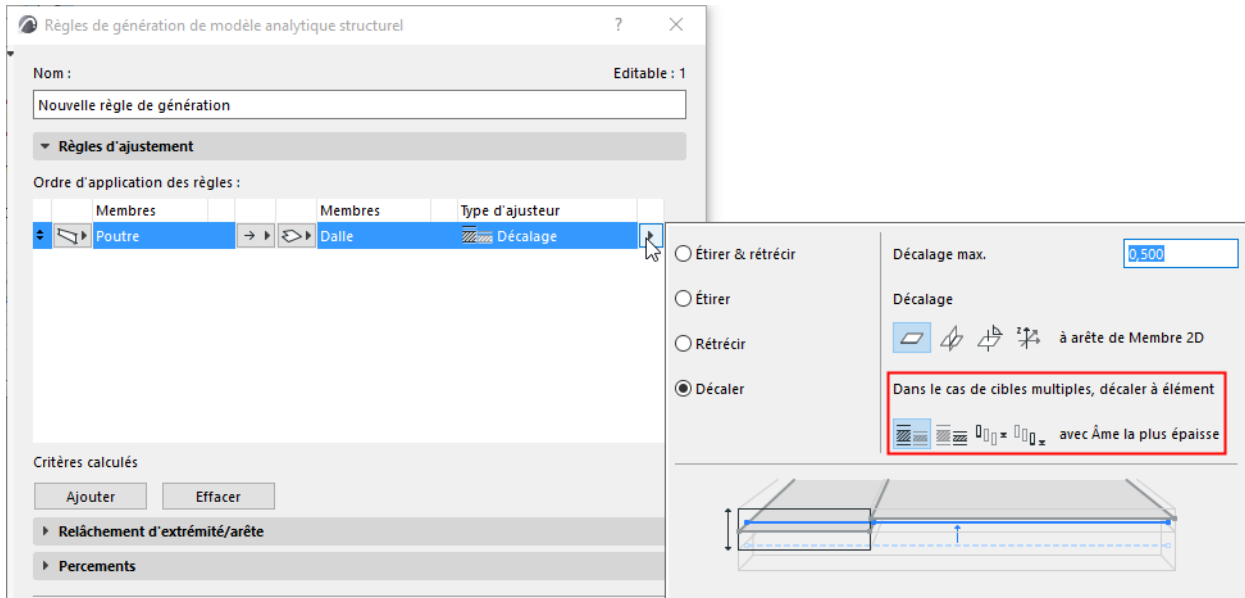 Règles de génération de modèle analytique structurel ? ×
Nom : Editable : 1
Nouvelle règle de génération
Règles d'ajustement
Ordre d'application des règles :
Membres Membres Type d'ajusteur
Poutre Dalle Décalage
Critères calculés
Ajouter Effacer
Relâchement d'extrémité/arête
Percements
Étirer & rétrécir
Étirer
Rétrécir
Décaler
Décalage max. 0,500
Décalage
z à arête de Membre 2D
Dans le cas de cibles multiples, décaler à élément
avec Âme la plus épaisse